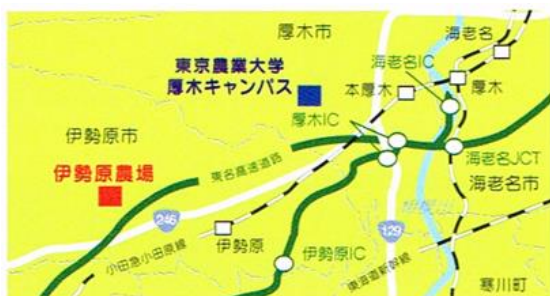 厚木市
海老名
海老名IC
東京農業大学
厚木キャンパス
本厚木
厚木
厚木IC
伊勢原市
海老名JCT
伊勢原農場
東名高速道路
海老名市
相模川
246
伊勢原
129
小田急小田原線
伊勢原IC
東海道新幹線
寒川町